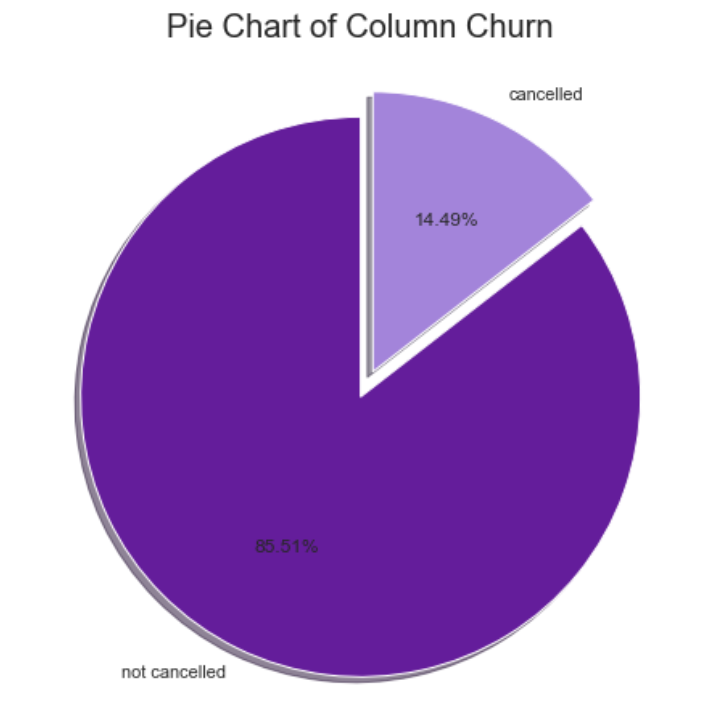 Pie Chart of Column Churn
cancelled
14.49%
85.51%
not cancelled